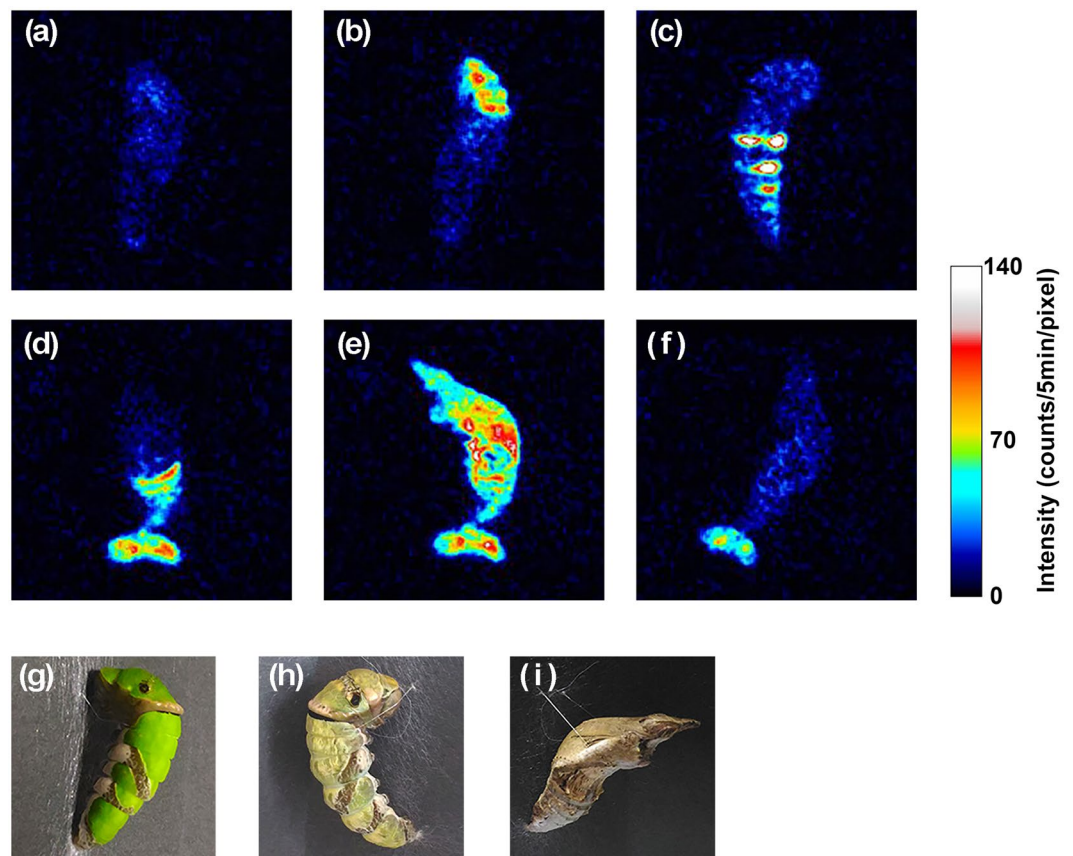 (a)
(b)
(c)
140
(d)
(e)
(f)
70
Intensity (counts/5min/pixel)
0
(g)
(h)
(i)